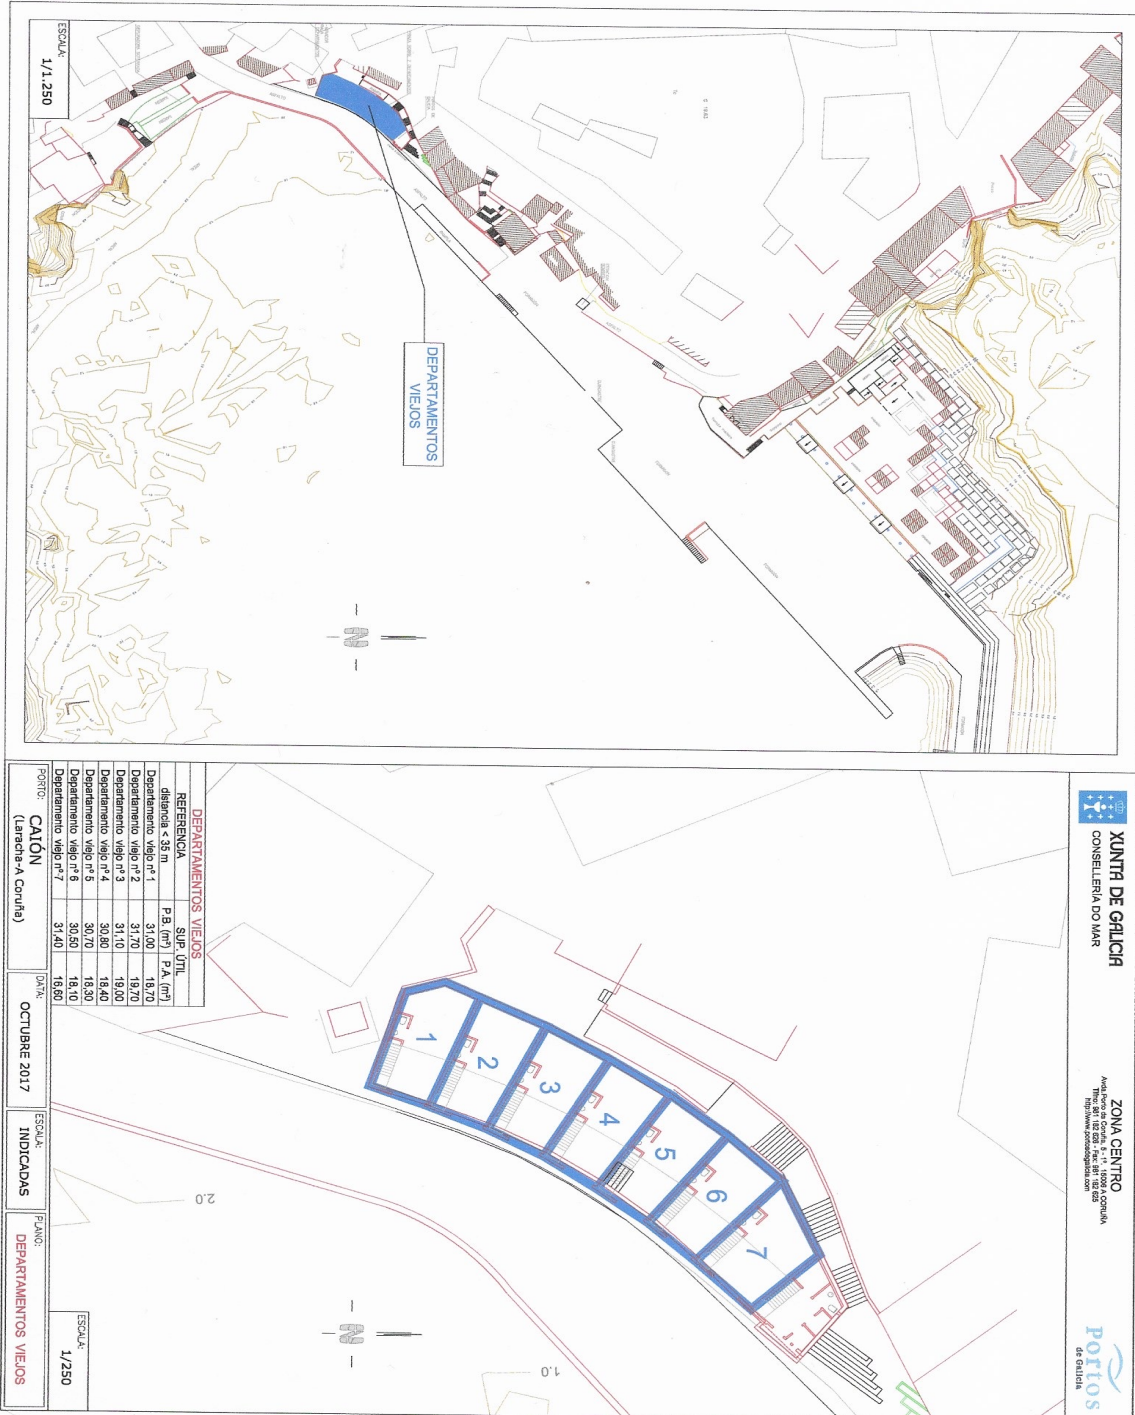 ESCALA:
1/1.250
DEPARTAMENTOS
VIEJOS
XUNTA DE GALICIA
CONSELLERÍA DO MAR
ZONA CENTRO
Portos
de Galicia
1
2
3
4
5
6
7
2.0
1.0
DEPARTAMENTOS VIEJOS
REFERENCIA SUP. ÚTIL
distancia < 35 m P.B. (m²) P.A. (m²)
Departamento viejo nº 1 31,00 18,70
Departamento viejo nº 2 31,70 19,70
Departamento viejo nº 3 31,10 19,00
Departamento viejo nº 4 30,80 18,40
Departamento viejo nº 5 30,70 18,30
Departamento viejo nº 6 30,50 18,10
Departamento viejo nº 7 31,40 16,60
ESCALA:
1/250
PORTO:
CAIÓN
(Laracha-A Coruña)
DATA:
OCTUBRE 2017
ESCALA:
INDICADAS
PLANO:
DEPARTAMENTOS VIEJOS